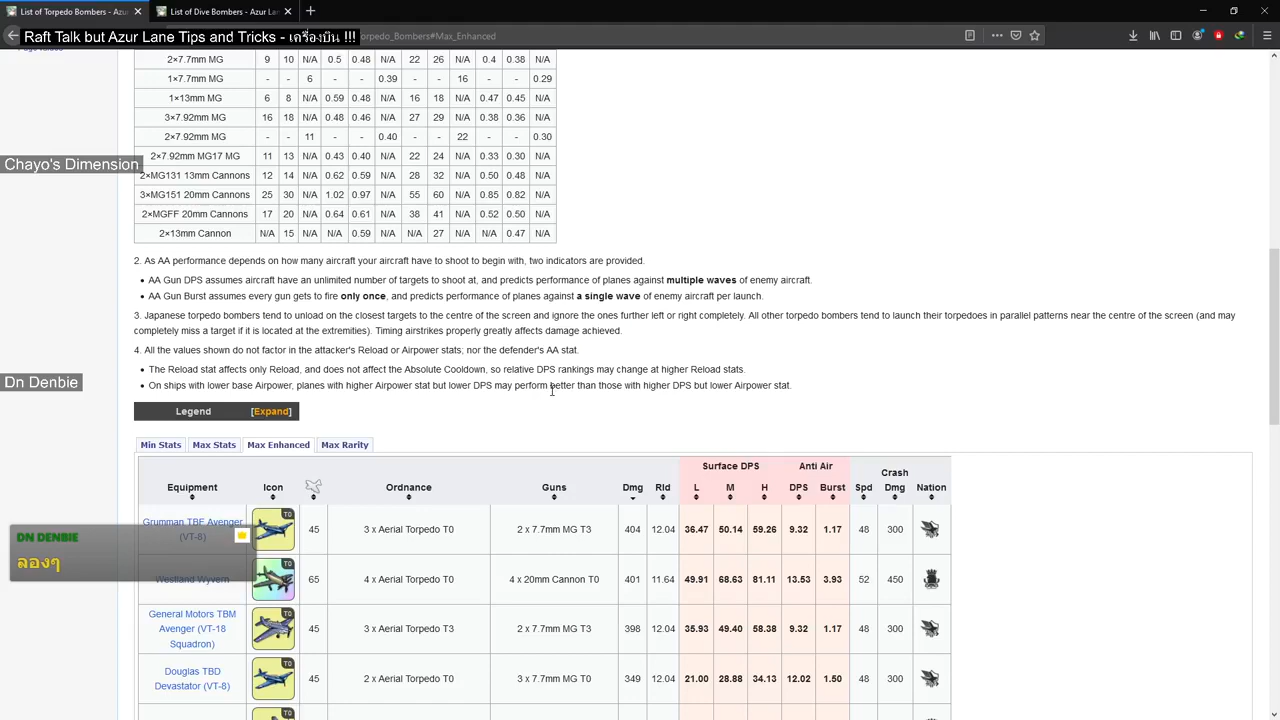 List of Torpedo Bombers - Azu
List of Dive Bombers - Azur Lan
Raft Talk but Azur Lane Tips and Tricks - เครื่องบิน !!!
orpedo_Bombers#Max_Enhanced
2×7.7mm MG 9 10 N/A 0.5 0.48 N/A 22 26 N/A 0.4 0.38 N/A
1×7.7mm MG - - 6 - - 0.39 - - 16 - - 0.29
1×13mm MG 6 8 N/A 0.59 0.48 N/A 16 18 N/A 0.47 0.45 N/A
3×7.92mm MG 16 18 N/A 0.48 0.46 N/A 27 29 N/A 0.38 0.36 N/A
2×7.92mm MG - - 11 - - 0.40 - - 22 - - 0.30
2×7.92mm MG17 MG 11 13 N/A 0.43 0.40 N/A 22 24 N/A 0.33 0.30 N/A
Chayo's Dimension
2×MG131 13mm Cannons 12 14 N/A 0.62 0.59 N/A 28 32 N/A 0.50 0.48 N/A
3×MG151 20mm Cannons 25 30 N/A 1.02 0.97 N/A 55 60 N/A 0.85 0.82 N/A
2×MGFF 20mm Cannons 17 20 N/A 0.64 0.61 N/A 38 41 N/A 0.52 0.50 N/A
2×13mm Cannon N/A 15 N/A N/A 0.59 N/A N/A 27 N/A N/A 0.47 N/A
2. As AA performance depends on how many aircraft your aircraft have to shoot to begin with, two indicators are provided.
• AA Gun DPS assumes aircraft have an unlimited number of targets to shoot at, and predicts performance of planes against multiple waves of enemy aircraft.
• AA Gun Burst assumes every gun gets to fire only once, and predicts performance of planes against a single wave of enemy aircraft per launch.
3. Japanese torpedo bombers tend to unload on the closest targets to the centre of the screen and ignore the ones further left or right completely. All other torpedo bombers tend to launch their torpedoes in parallel patterns near the centre of the screen (and may
completely miss a target if it is located at the extremities). Timing airstrikes properly greatly affects damage achieved.
4. All the values shown do not factor in the attacker's Reload or Airpower stats; nor the defender's AA stat.
• The Reload stat affects only Reload, and does not affect the Absolute Cooldown, so relative DPS rankings may change at higher Reload stats.
Dn Denbie
• On ships with lower base Airpower, planes with higher Airpower stat but lower DPS may perform better than those with higher DPS but lower Airpower stat.
Legend [Expand]
Min Stats Max Stats Max Enhanced Max Rarity
Surface DPS Anti Air Crash
Equipment Icon Ordnance Guns Dmg Rld L M H DPS Burst Spd Dmg Nation
Grumman TBF Avenger
(VT-8) T0 45 3 x Aerial Torpedo T0 2 x 7.7mm MG T3 404 12.04 36.47 50.14 59.26 9.32 1.17 48 300
DN DENBIE
ลองๆ
Westland Wyvern T0 65 4 x Aerial Torpedo T0 4 x 20mm Cannon T0 401 11.64 49.91 68.63 81.11 13.53 3.93 52 450
General Motors TBM
Avenger (VT-18
Squadron) T0 45 3 x Aerial Torpedo T3 2 x 7.7mm MG T3 398 12.04 35.93 49.40 58.38 9.32 1.17 48 300
Douglas TBD
Devastator (VT-8) T0 45 2 x Aerial Torpedo T0 3 x 7.7mm MG T0 349 12.04 21.00 28.88 34.13 12.02 1.50 48 300